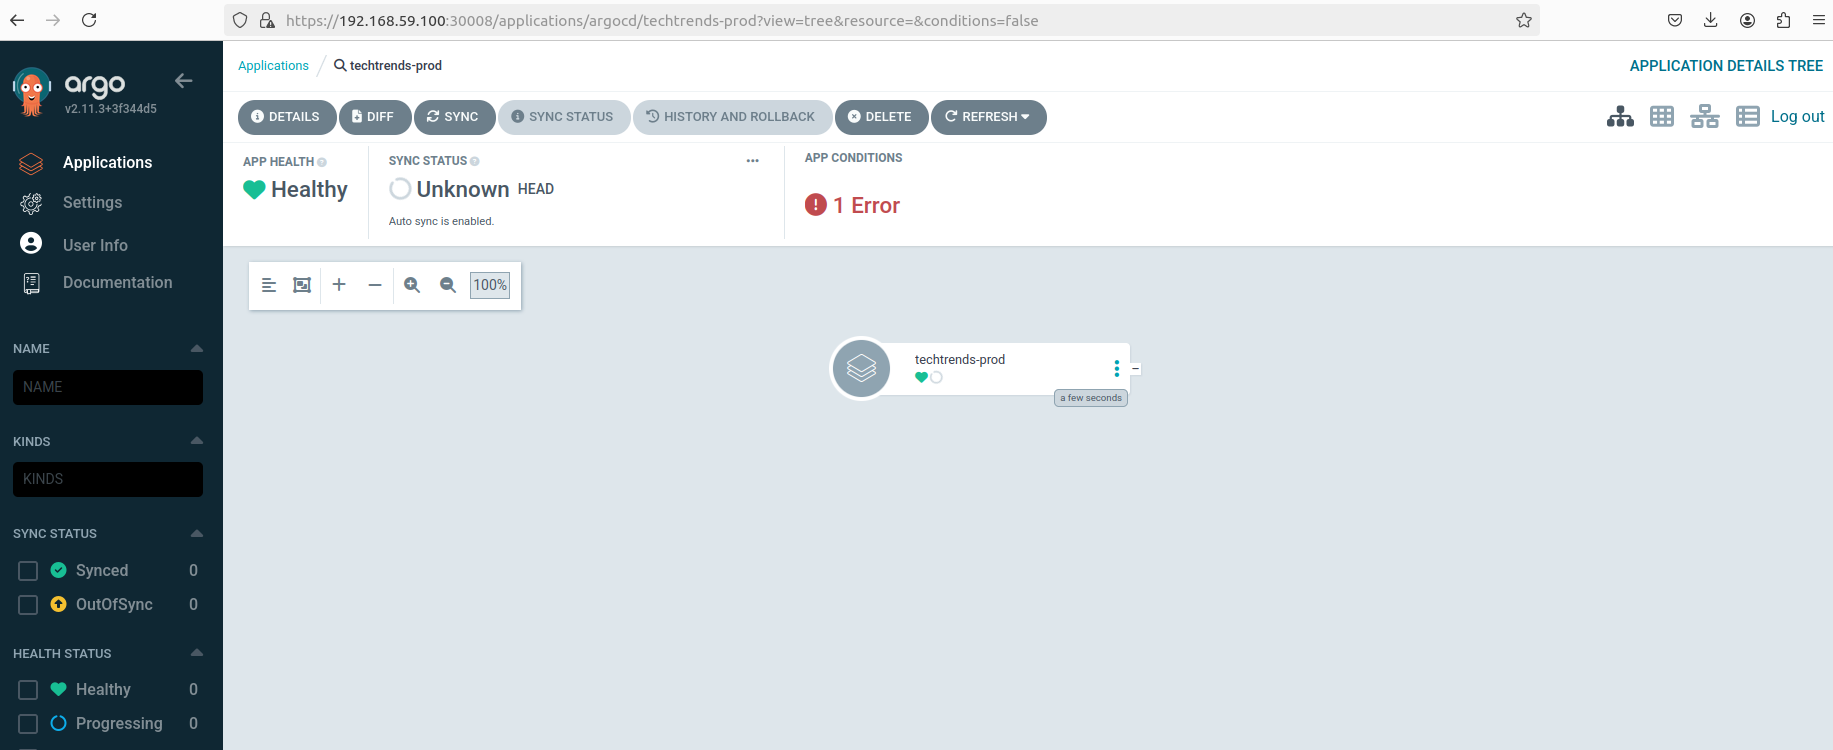 https://192.168.59.100:30008/applications/argocd/techtrends-prod?view=tree&resource=&conditions=false
argo
v2.11.3+3f344d5
Applications
Settings
User Info
Documentation
NAME
NAME
KINDS
KINDS
SYNC STATUS
Synced 0
OutOfSync 0
HEALTH STATUS
Healthy 0
Progressing 0
Applications / techtrends-prod
APPLICATION DETAILS TREE
DETAILS DIFF SYNC SYNC STATUS HISTORY AND ROLLBACK DELETE REFRESH
Log out
APP HEALTH
Healthy
SYNC STATUS
Unknown HEAD
Auto sync is enabled.
APP CONDITIONS
1 Error
100%
techtrends-prod
a few seconds